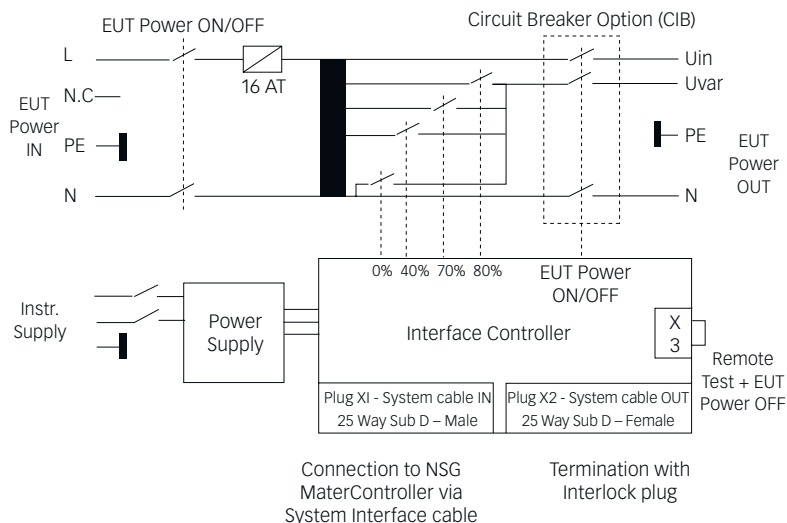 EUT Power ON/OFF
Circuit Breaker Option (CIB)
L
16 AT
Uin
Uvar
N.C
EUT
Power
IN
PE
PE
EUT
Power
OUT
N
N
0% 40% 70% 80%
EUT Power
ON/OFF
Instr.
Supply
Power
Supply
Interface Controller
X
3
Remote
Test + EUT
Power OFF
Plug XI - System cable IN
25 Way Sub D – Male
Plug X2 - System cable OUT
25 Way Sub D – Female
Connection to NSG
MaterController via
System Interface cable
Termination with
Interlock plug